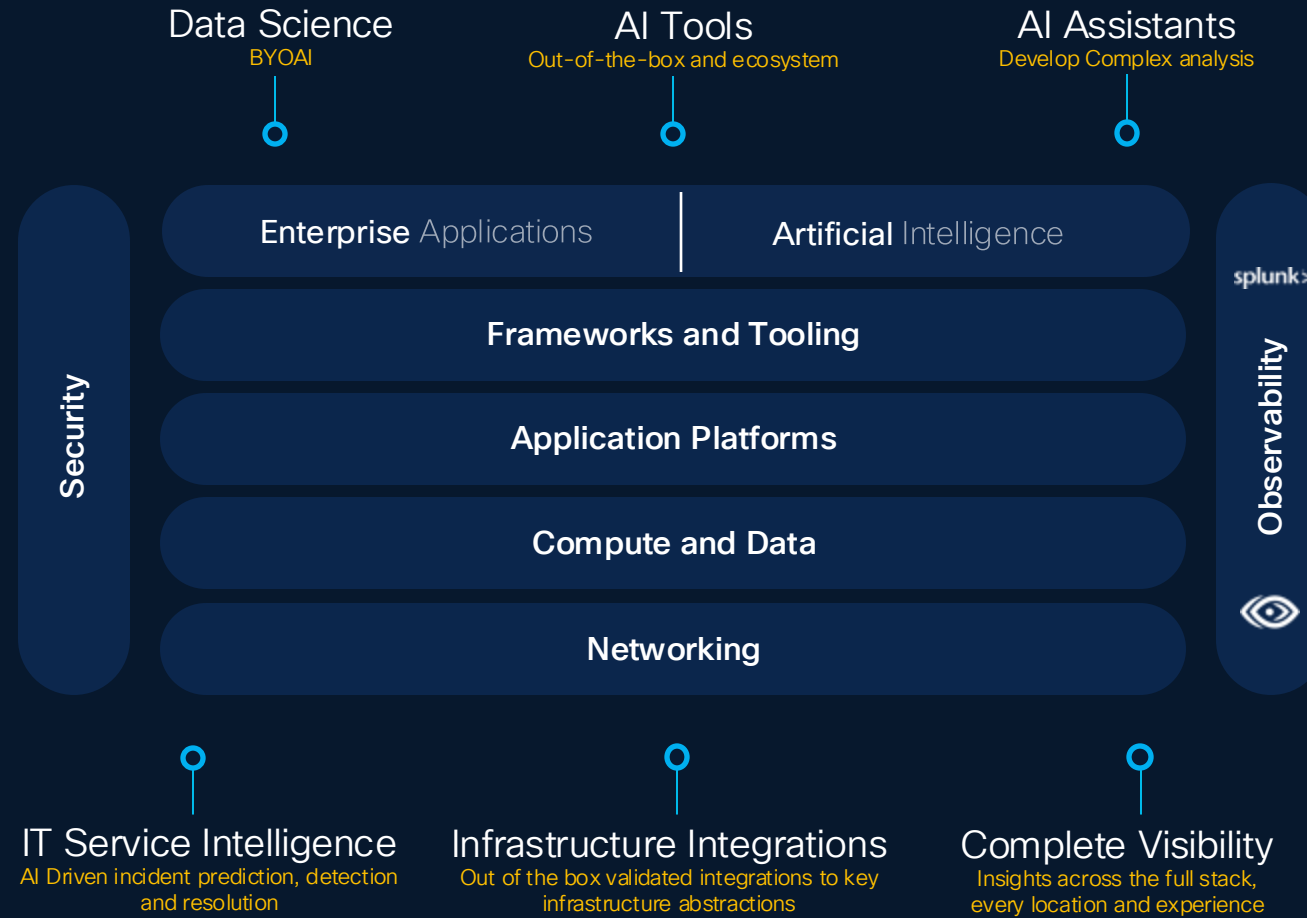 Data Science
BYOAI
AI Tools
Out-of-the-box and ecosystem
AI Assistants
Develop Complex analysis
Enterprise Applications
Artificial Intelligence
Frameworks and Tooling
Application Platforms
Compute and Data
Networking
Security
splunk>
Observability
IT Service Intelligence
AI Driven incident prediction, detection
and resolution
Infrastructure Integrations
Out of the box validated integrations to key
infrastructure abstractions
Complete Visibility
Insights across the full stack,
every location and experience